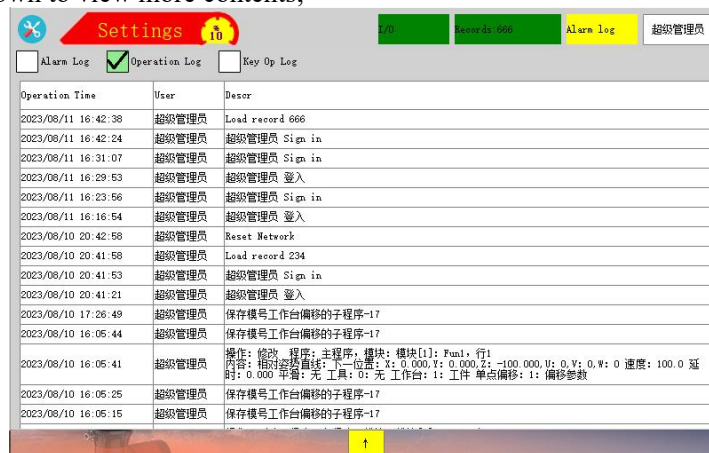 own to view more contents;
Settings % 10 I/O Records:666 Alarm log 超级管理员
Alarm Log Operation Log Key Op Log
Operation Time User Descr
2023/08/11 16:42:38 超级管理员 Load record 666
2023/08/11 16:42:24 超级管理员 超级管理员 Sign in
2023/08/11 16:31:07 超级管理员 超级管理员 Sign in
2023/08/11 16:29:53 超级管理员 超级管理员 登入
2023/08/11 16:23:56 超级管理员 超级管理员 Sign in
2023/08/11 16:16:54 超级管理员 超级管理员 登入
2023/08/10 20:42:58 超级管理员 Reset Network
2023/08/10 20:41:58 超级管理员 Load record 234
2023/08/10 20:41:53 超级管理员 超级管理员 Sign in
2023/08/10 20:41:21 超级管理员 超级管理员 登入
2023/08/10 17:26:49 超级管理员 保存模号工作台偏移的子程序-17
2023/08/10 16:05:44 超级管理员 保存模号工作台偏移的子程序-17
2023/08/10 16:05:41 超级管理员 操作: 修改 程序: 主程序, 模块: 模块[1]: Fun1, 行1
内容: 相对姿势直线: 下一位置: X: 0.000,Y: 0.000,Z: -100.000,U: 0,V: 0,W: 0 速度: 100.0 延
时: 0.000 平滑: 无 工具: 0: 无 工作台: 1: 工件 单点偏移: 1: 偏移参数
2023/08/10 16:05:25 超级管理员 保存模号工作台偏移的子程序-17
2023/08/10 16:05:15 超级管理员 保存模号工作台偏移的子程序-17
↑